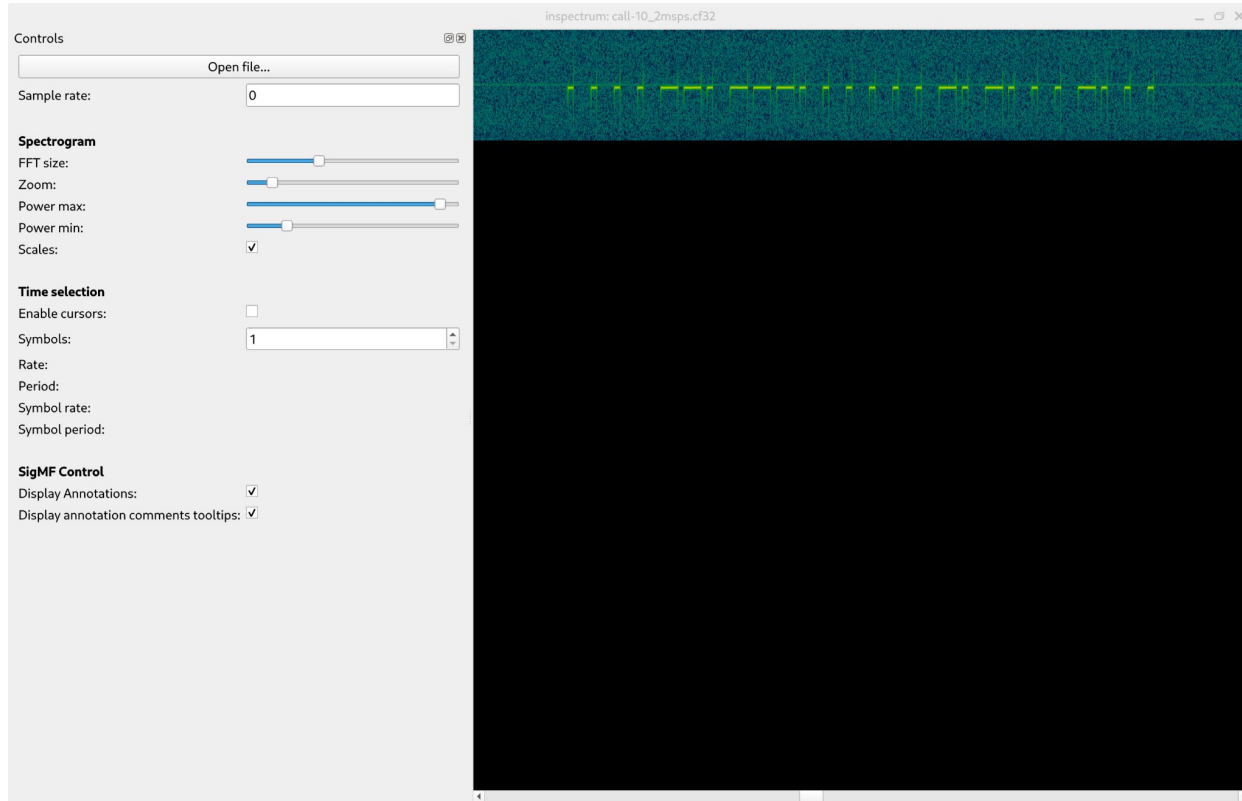 inspectrum: call-10_2msps.cf32
Controls
Open file...
Sample rate: 0
Spectrogram
FFT size:
Zoom:
Power max:
Power min:
Scales:
Time selection
Enable cursors:
Symbols: 1
Rate:
Period:
Symbol rate:
Symbol period:
SigMF Control
Display Annotations:
Display annotation comments tooltips: